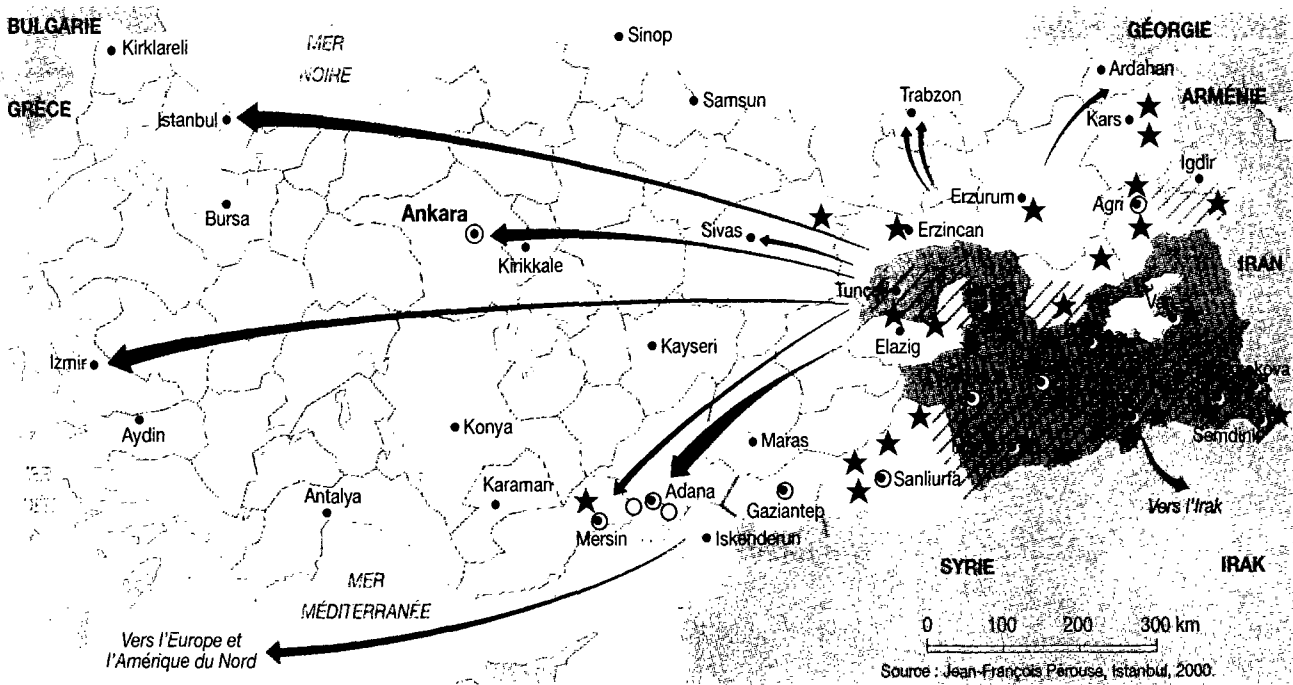 BULGARIE
Kirklareli
MER
NOIRE
Sinop
GÉORGIE
Ardahan
GRÈCE
Istanbul
Samsun
Trabzon
ARMÉNIE
Kars
Igdir
Bursa
Ankara
Kirikkale
Sivas
Erzurum
Erzincan
Agri
IRAN
Izmir
Kayseri
Elazig
Aydin
Konya
Maras
Semdinli
Antalya
Karaman
Adana
Mersin
Gaziantep
Sanliurfa
Iskenderun
Vers l'Irak
SYRIE
IRAK
MER
MÉDITERRANÉE
Vers l'Europe et
l'Amérique du Nord
0 100 200 300 km
Source : Jean-François Pérouse, Istanbul, 2000.